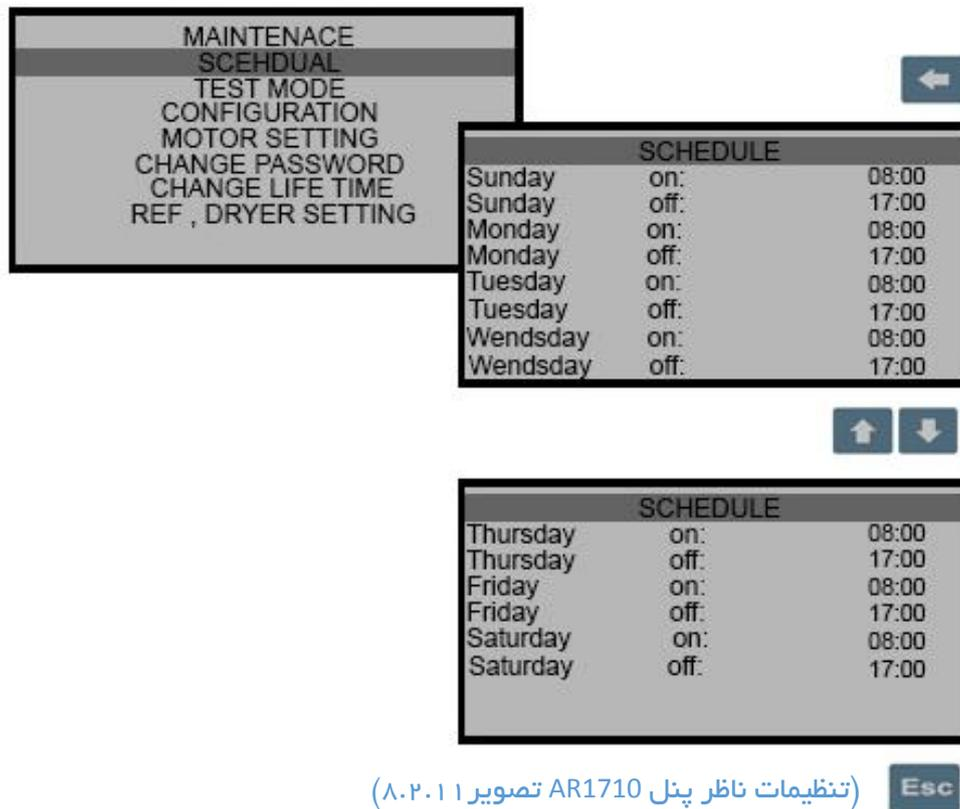 MAINTENACE
SCEHDUAL
TEST MODE
CONFIGURATION
MOTOR SETTING
CHANGE PASSWORD
CHANGE LIFE TIME
REF , DRYER SETTING
SCHEDULE
Sunday on: 08:00
Sunday off: 17:00
Monday on: 08:00
Monday off: 17:00
Tuesday on: 08:00
Tuesday off: 17:00
Wendsday on: 08:00
Wendsday off: 17:00
SCHEDULE
Thursday on: 08:00
Thursday off: 17:00
Friday on: 08:00
Friday off: 17:00
Saturday on: 08:00
Saturday off: 17:00
Esc
(تنظیمات ناظر پنل AR1710 تصویر ۸.۲.۱۱)